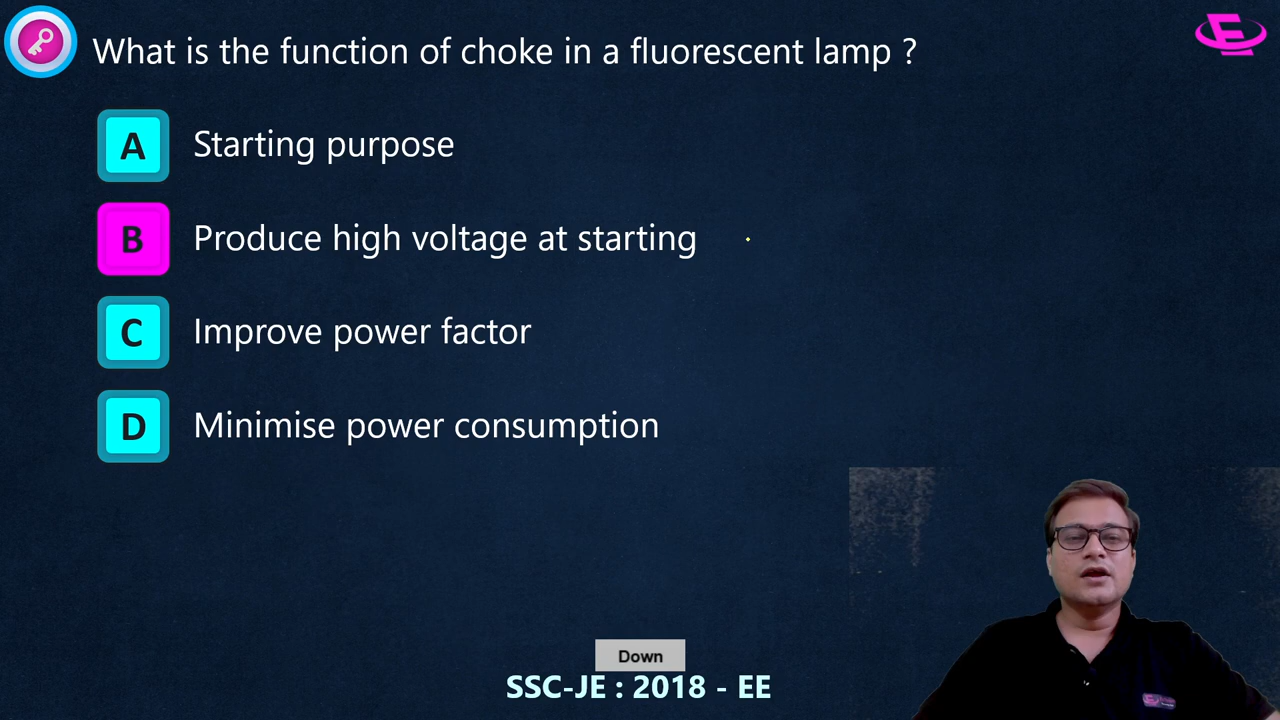 What is the function of choke in a fluorescent lamp ?
A Starting purpose
B Produce high voltage at starting
C Improve power factor
D Minimise power consumption
Down
SSC-JE : 2018 - EE